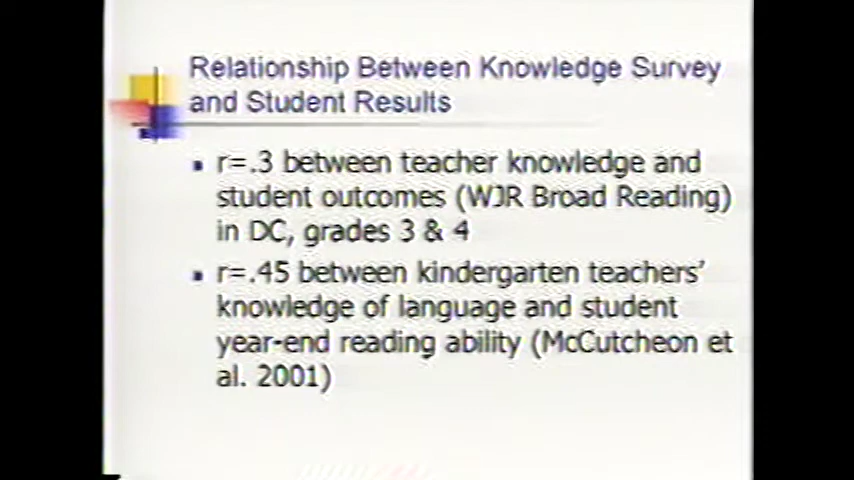 Relationship Between Knowledge Survey
and Student Results
r=.3 between teacher knowledge and
student outcomes (WJR Broad Reading)
in DC, grades 3 & 4
r=.45 between kindergarten teachers'
knowledge of language and student
year-end reading ability (McCutcheon et
al. 2001)